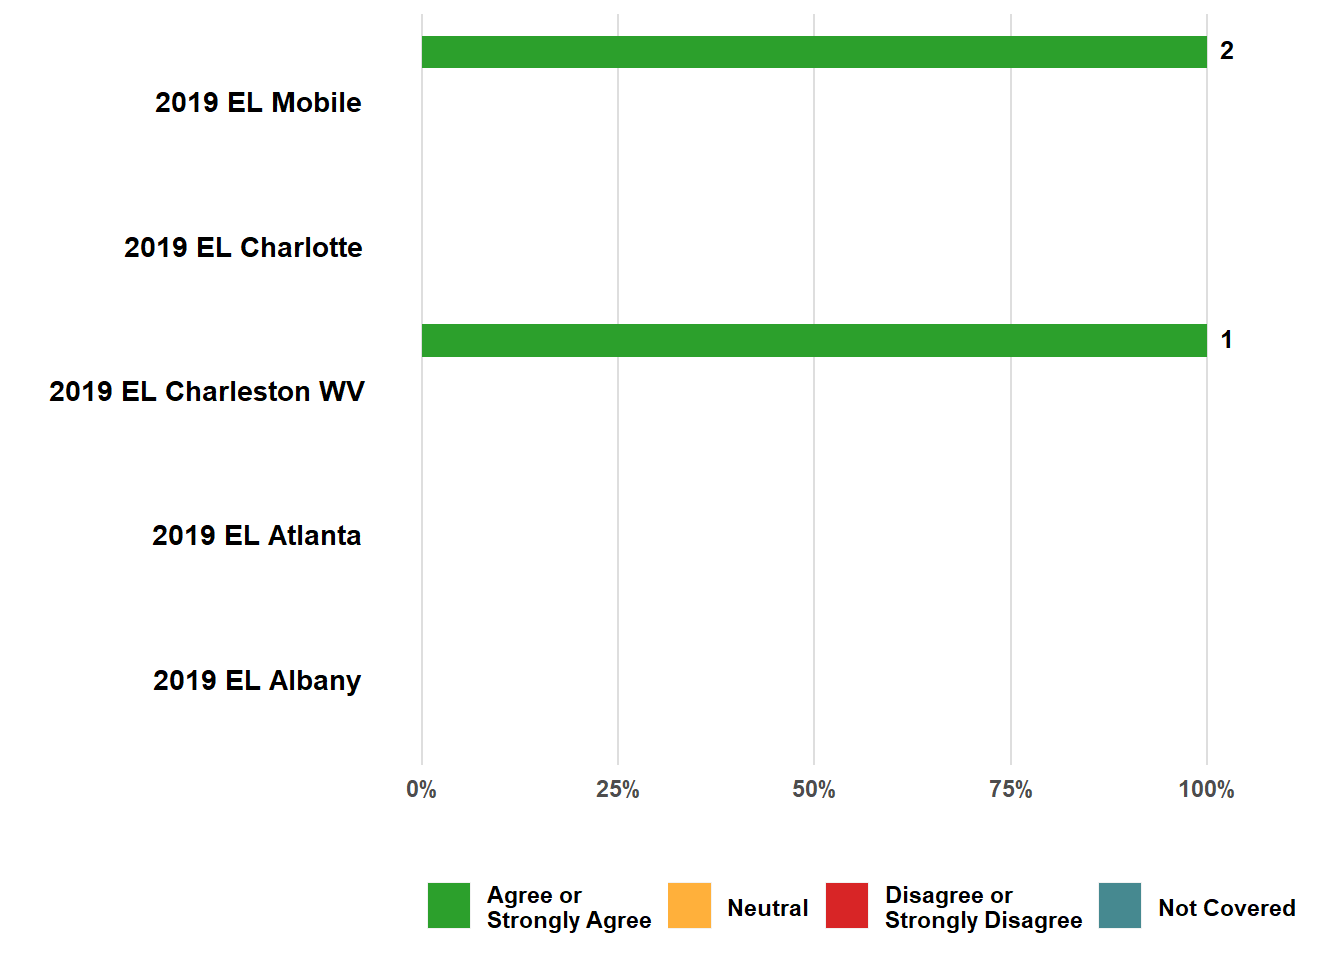 2
2019 EL Mobile
2019 EL Charlotte
1
2019 EL Charleston WV
2019 EL Atlanta
2019 EL Albany
0% 25% 50% 75% 100%
Agree or
Strongly Agree
Neutral
Disagree or
Strongly Disagree
Not Covered